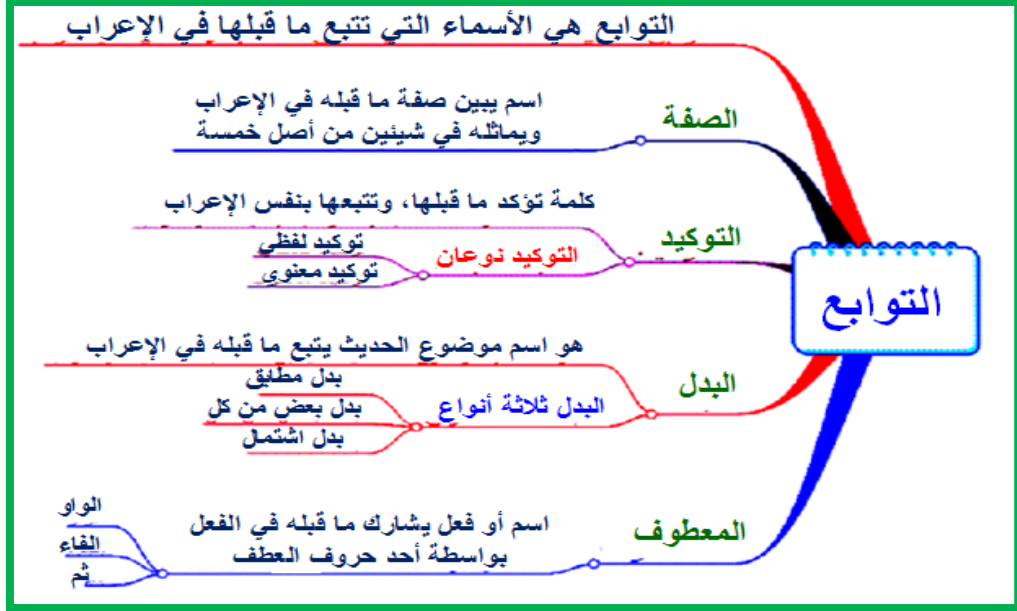 التوابع هي الأسماء التي تتبع ما قبلها في الإعراب
التوابع
الصفة
اسم يبين صفة ما قبله في الإعراب
ويماثله في شيئين من أصل خمسة
التوكيد
كلمة تؤكد ما قبلها، وتتبعها بنفس الإعراب
التوكيد نوعان
توكيد لفظي
توكيد معنوي
البدل
هو اسم موضوع الحديث يتبع ما قبله في الإعراب
البدل ثلاثة أنواع
بدل مطابق
بدل بعض من كل
بدل اشتمال
المعطوف
اسم أو فعل يشارك ما قبله في الفعل
بواسطة أحد حروف العطف
الواو
الفاء
ثم